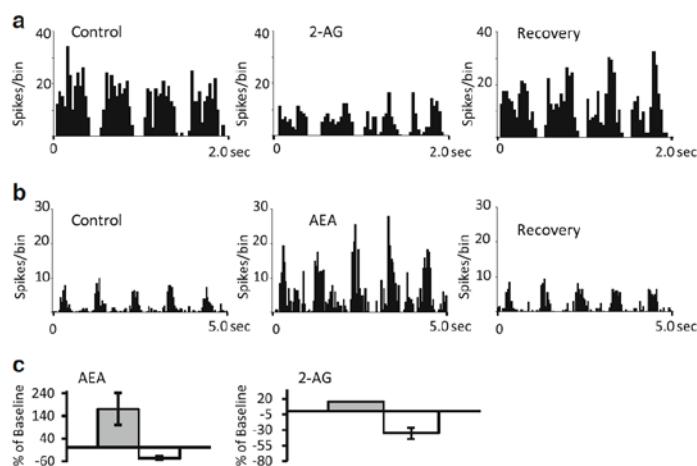 a
Control
2-AG
Recovery
Spikes/bin
40
20
0
2.0 sec
Spikes/bin
40
20
0
2.0 sec
Spikes/bin
40
20
0
2.0 sec
b
Control
AEA
Recovery
Spikes/bin
30
20
10
0
5.0 sec
Spikes/bin
30
20
10
0
5.0 sec
Spikes/bin
30
20
10
0
5.0 sec
c
AEA
% of Baseline
240
140
40
-60
2-AG
% of Baseline
20
-5
-30
-55
-80